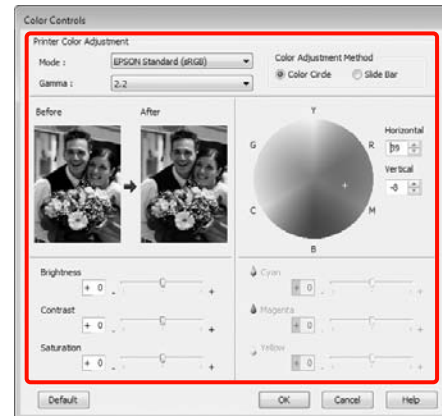 Color Controls
Printer Color Adjustment
Mode : EPSON Standard (sRGB)
Gamma : 2.2
Color Adjustment Method
Color Circle Slide Bar
Before After
Y
G R
C M
B
Horizontal
Vertical
-8
Brightness
+ 0 - +
Contrast
+ 0 - +
Saturation
+ 0 - +
Cyan
+ 0 - +
Magenta
+ 0 - +
Yellow
+ 0 - +
Default OK Cancel Help